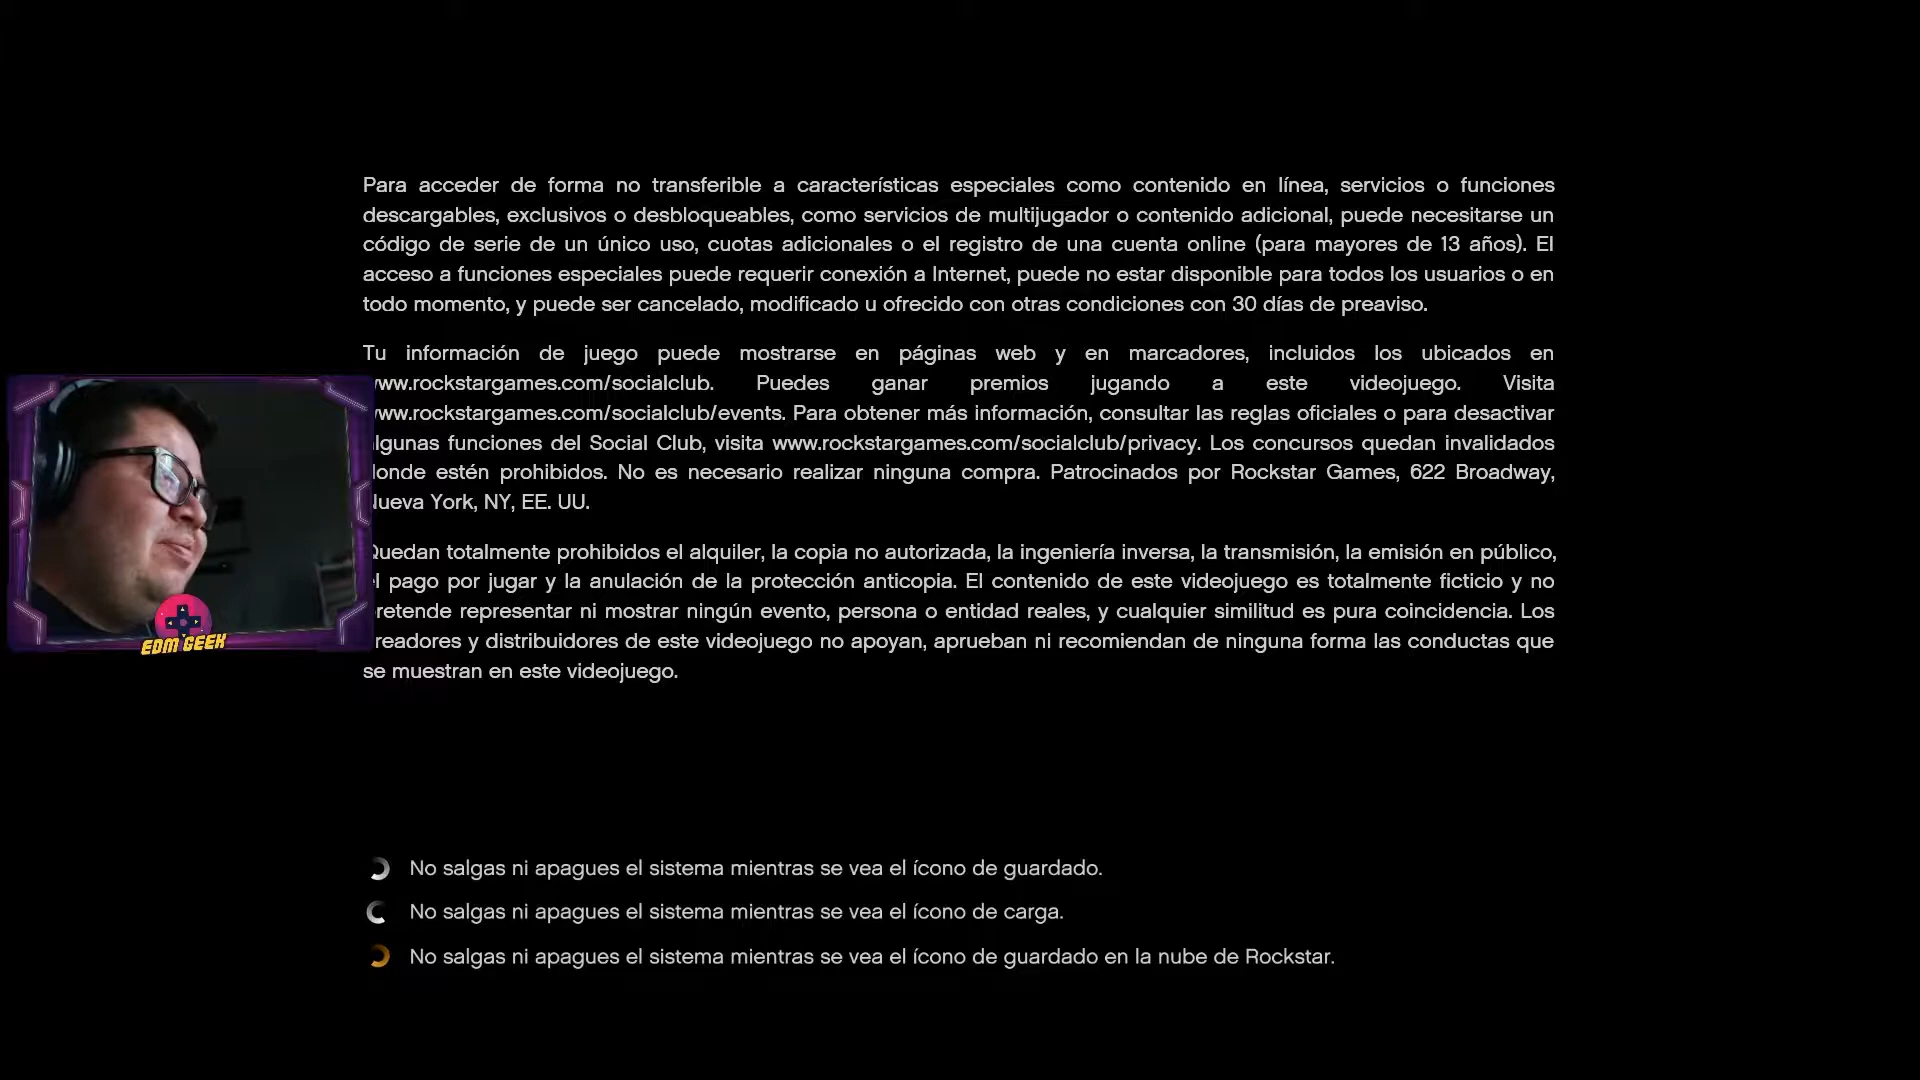 Para acceder de forma no transferible a características especiales como contenido en línea, servicios o funciones
descargables, exclusivos o desbloqueables, como servicios de multijugador o contenido adicional, puede necesitarse un
código de serie de un único uso, cuotas adicionales o el registro de una cuenta online (para mayores de 13 años). El
acceso a funciones especiales puede requerir conexión a Internet, puede no estar disponible para todos los usuarios o en
todo momento, y puede ser cancelado, modificado u ofrecido con otras condiciones con 30 días de preaviso.
Tu información de juego puede mostrarse en páginas web y en marcadores, incluidos los ubicados en
www.rockstargames.com/socialclub. Puedes ganar premios jugando a este videojuego. Visita
www.rockstargames.com/socialclub/events. Para obtener más información, consultar las reglas oficiales o para desactivar
lgunas funciones del Social Club, visita www.rockstargames.com/socialclub/privacy. Los concursos quedan invalidados
donde estén prohibidos. No es necesario realizar ninguna compra. Patrocinados por Rockstar Games, 622 Broadway,
Nueva York, NY, EE. UU.
Quedan totalmente prohibidos el alquiler, la copia no autorizada, la ingeniería inversa, la transmisión, la emisión en público,
el pago por jugar y la anulación de la protección anticopia. El contenido de este videojuego es totalmente ficticio y no
retende representar ni mostrar ningún evento, persona o entidad reales, y cualquier similitud es pura coincidencia. Los
readores y distribuidores de este videojuego no apoyan, aprueban ni recomiendan de ninguna forma las conductas que
se muestran en este videojuego.
EDM GEEK
No salgas ni apagues el sistema mientras se vea el ícono de guardado.
No salgas ni apagues el sistema mientras se vea el ícono de carga.
No salgas ni apagues el sistema mientras se vea el ícono de guardado en la nube de Rockstar.